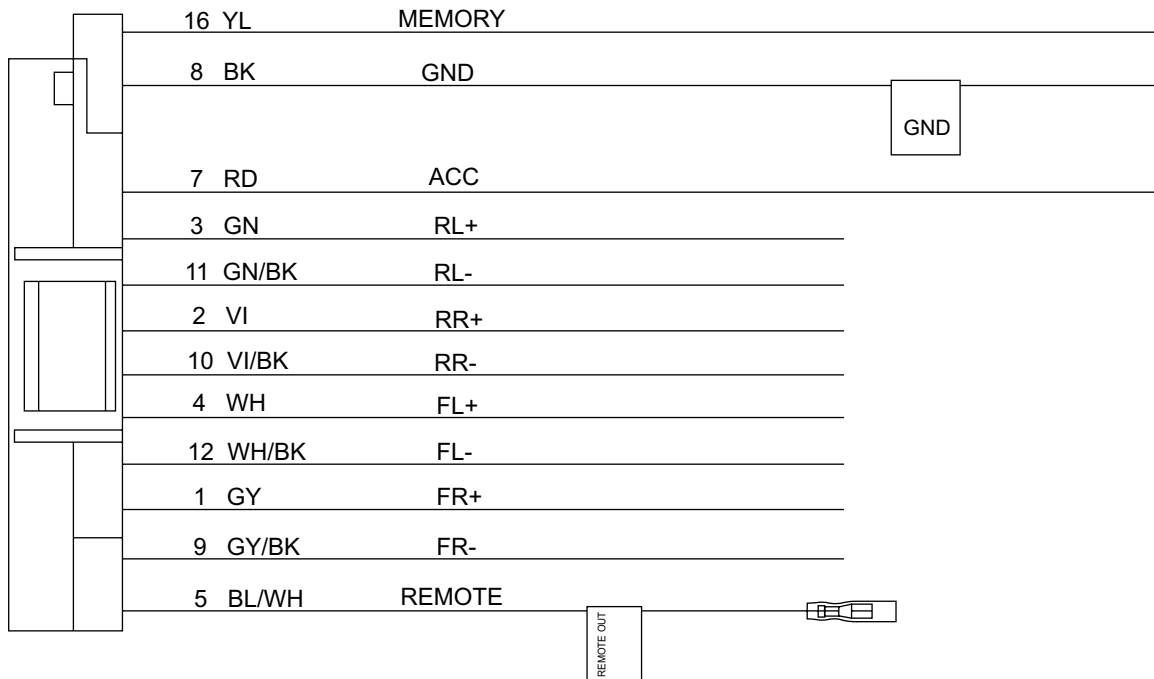 16 YL MEMORY
8 BK GND
GND
7 RD ACC
3 GN RL+
11 GN/BK RL-
2 VI RR+
10 VI/BK RR-
4 WH FL+
12 WH/BK FL-
1 GY FR+
9 GY/BK FR-
5 BL/WH REMOTE
REMOTE OUT